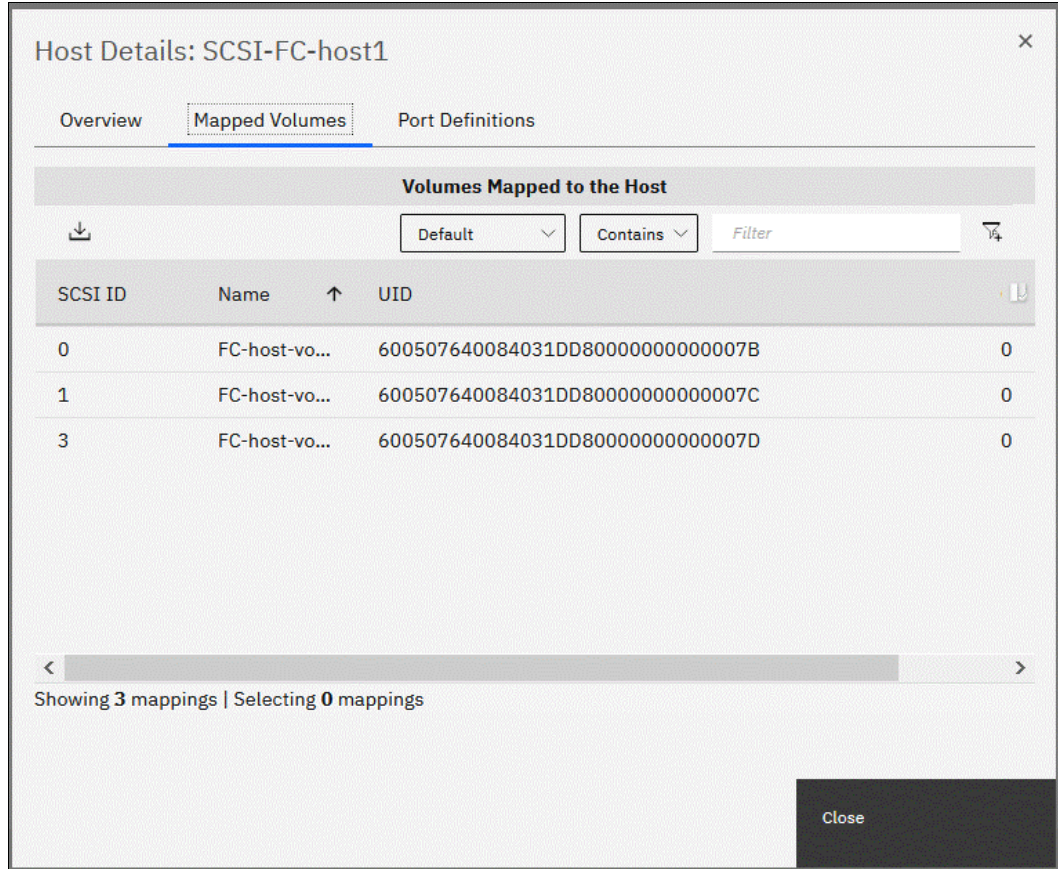 Host Details: SCSI-FC-host1
Overview Mapped Volumes Port Definitions
Volumes Mapped to the Host
Default Contains Filter
SCSI ID Name UID
0 FC-host-vo... 600507640084031DD80000000000007B 0
1 FC-host-vo... 600507640084031DD80000000000007C 0
3 FC-host-vo... 600507640084031DD80000000000007D 0
Showing 3 mappings | Selecting 0 mappings
Close